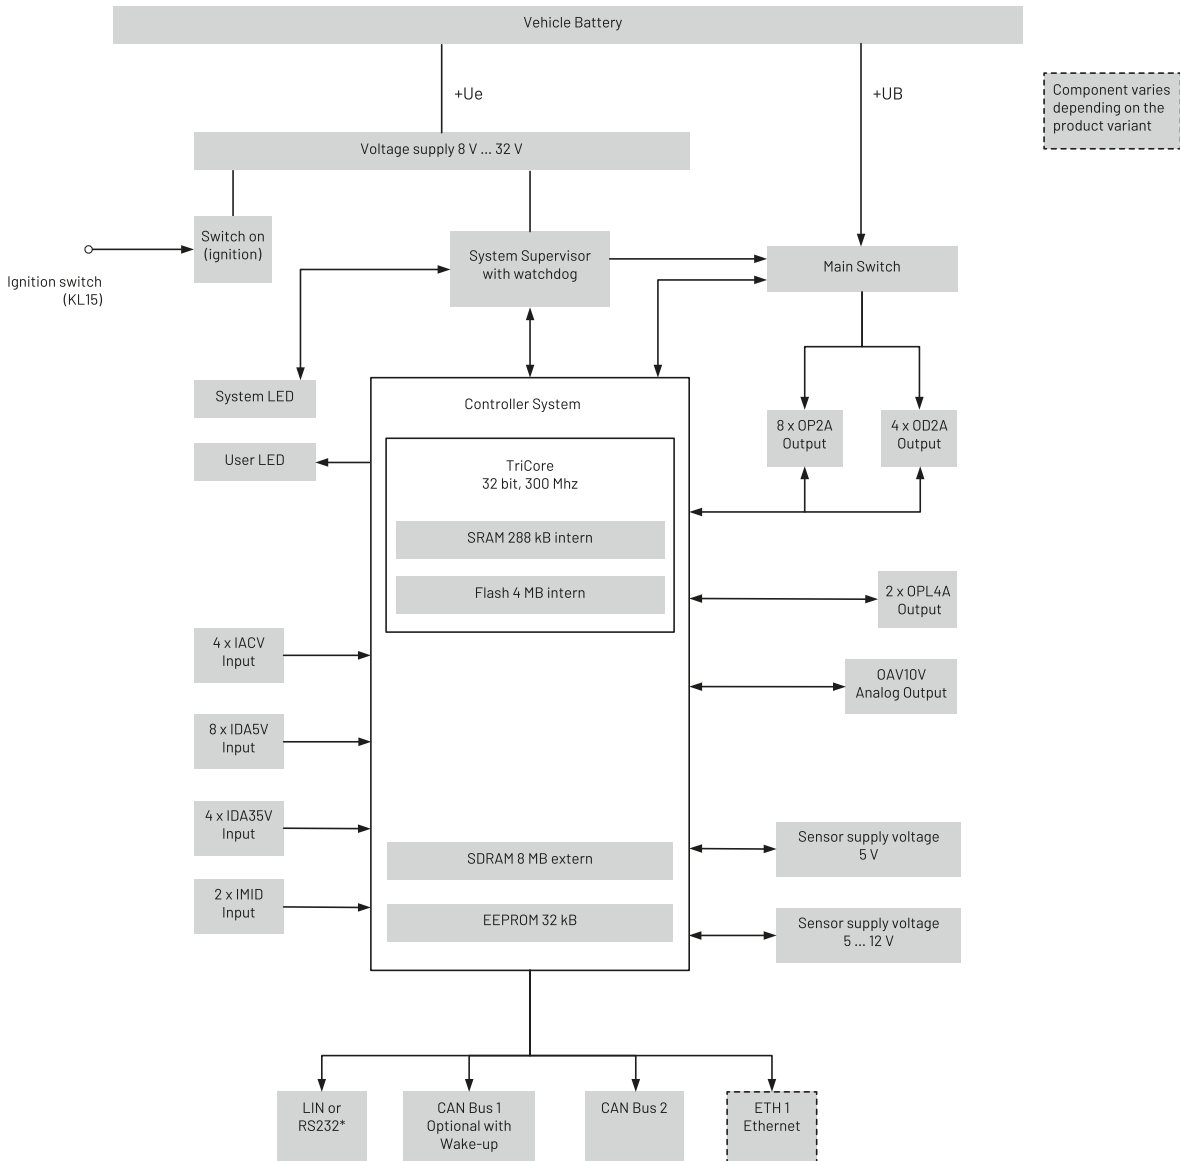 Vehicle Battery
+Ue
+UB
Component varies
depending on the
product variant
Voltage supply 8 V ... 32 V
Switch on
(ignition)
Ignition switch
(KL15)
System Supervisor
with watchdog
Main Switch
System LED
User LED
Controller System
TriCore
32 bit, 300 Mhz
SRAM 288 kB intern
Flash 4 MB intern
8 x OP2A
Output
4 x OD2A
Output
2 x OPL4A
Output
OAV10V
Analog Output
4 x IACV
Input
8 x IDA5V
Input
4 x IDA35V
Input
2 x IMID
Input
SDRAM 8 MB extern
EEPROM 32 kB
Sensor supply voltage
5 V
Sensor supply voltage
5 ... 12 V
LIN or
RS232*
CAN Bus 1
Optional with
Wake-up
CAN Bus 2
ETH 1
Ethernet